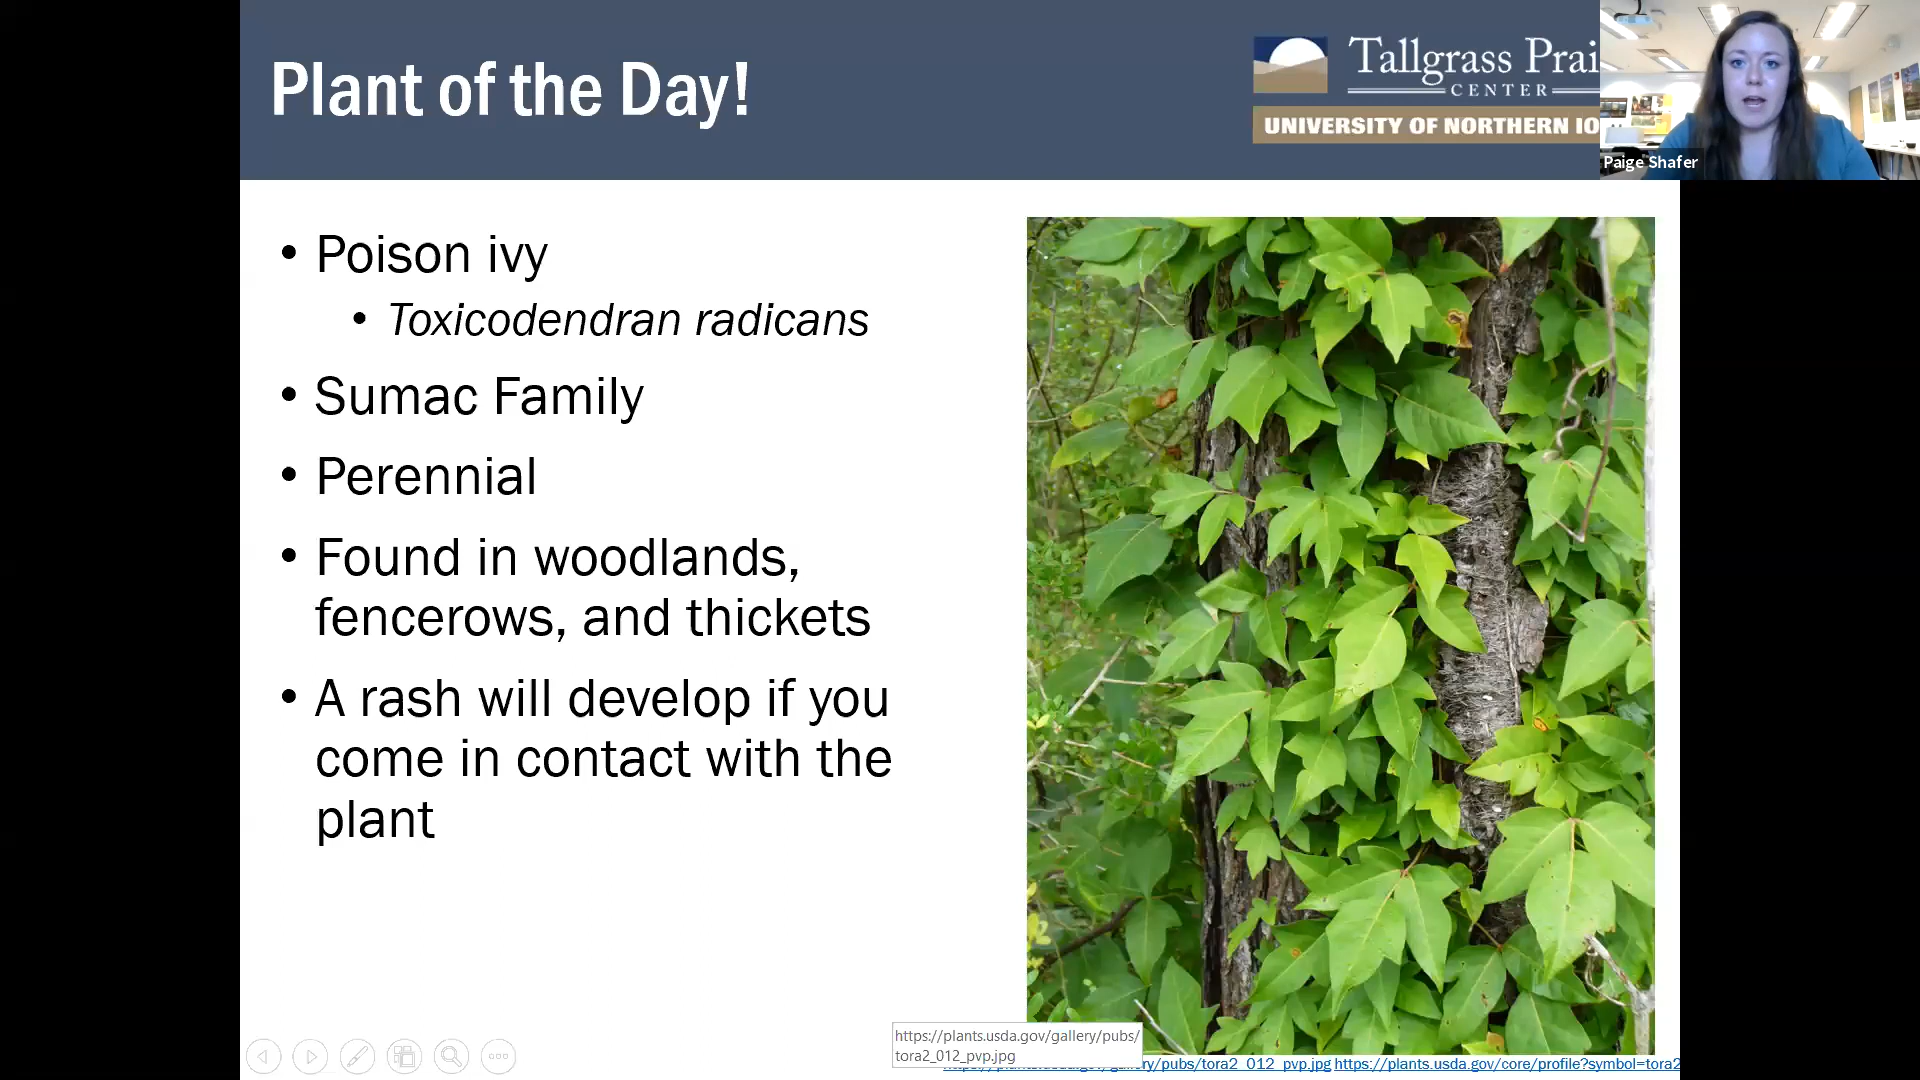 Plant of the Day!
Tallgrass Prai
CENTER
UNIVERSITY OF NORTHERN IO
Paige Shafer
• Poison ivy
• Toxicodendran radicans
• Sumac Family
• Perennial
• Found in woodlands,
fencerows, and thickets
• A rash will develop if you
come in contact with the
plant
https://plants.usda.gov/gallery/pubs/
tora2_012_pvp.jpg
ry/pubs/tora2_012_pvp.jpg https://plants.usda.gov/core/profile?symbol=tora2